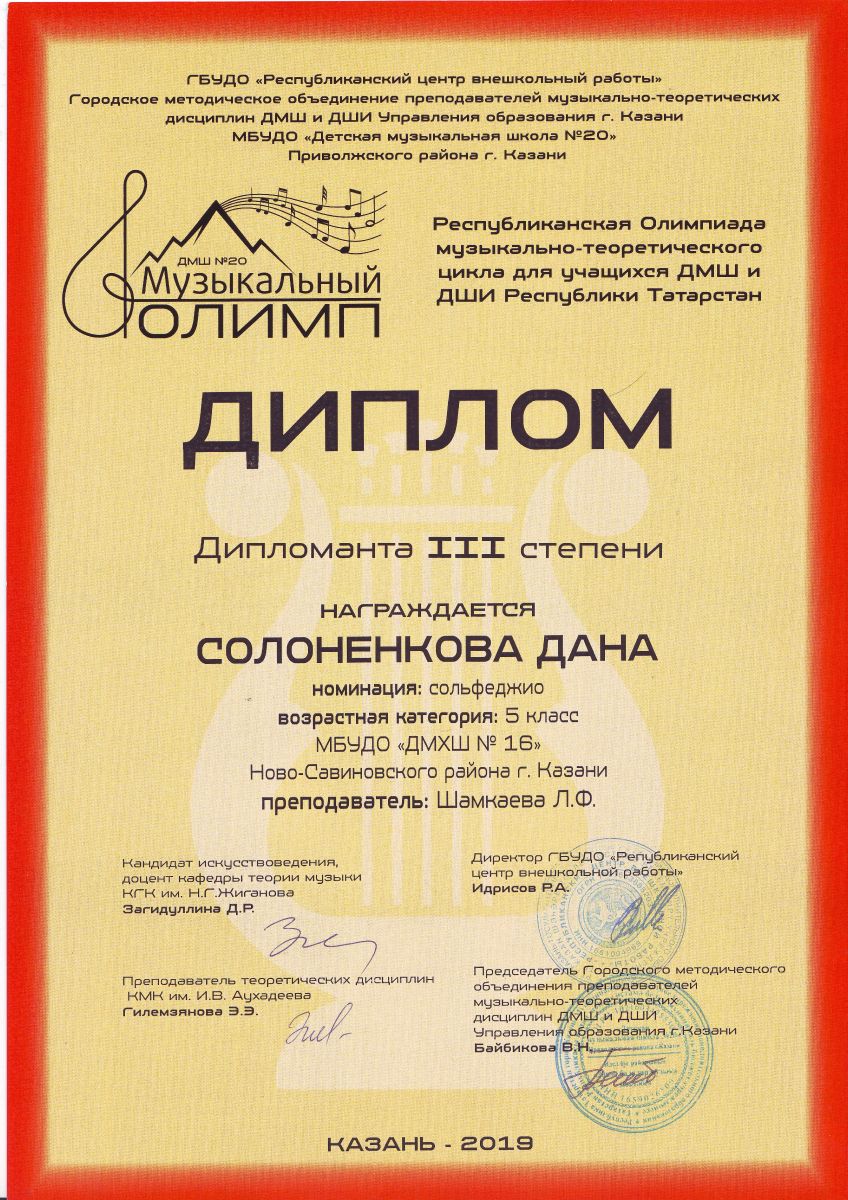 ГБУДО «Республиканский центр внешкольный работы»
Городское методическое объединение преподавателей музыкально-теоретических
дисциплин ДМШ и ДШИ Управления образования г. Казани
МБУДО «Детская музыкальная школа №20»
Приволжского района г. Казани
ДМШ №20
Музыкальный
ОЛИМП
Республиканская Олимпиада
музыкально-теоретического
цикла для учащихся ДМШ и
ДШИ Республики Татарстан
ДИПЛОМ
Дипломанта III степени
НАГРАЖДАЕТСЯ
СОЛОНЕНКОВА ДАНА
номинация: сольфеджио
возрастная категория: 5 класс
МБУДО «ДМХШ № 16»
Ново-Савиновского района г. Казани
преподаватель: Шамкаева Л.Ф.
Кандидат искусствоведения,
доцент кафедры теории музыки
КГК им. Н.Г.Жиганова
Загидуллина Д.Р.
Директор ГБУДО «Републиканский
центр внешкольной работы»
Идрисов Р.А.
Преподаватель теоретических дисциплин
КМК им. И.В. Аухадеева
Гилемзянова Э.Э.
Председатель Городского методического
объединения преподавателей
музыкально-теоретических
дисциплин ДМШ и ДШИ
Управления образования г.Казани
Байбикова В.Н.
КАЗАНЬ - 2019